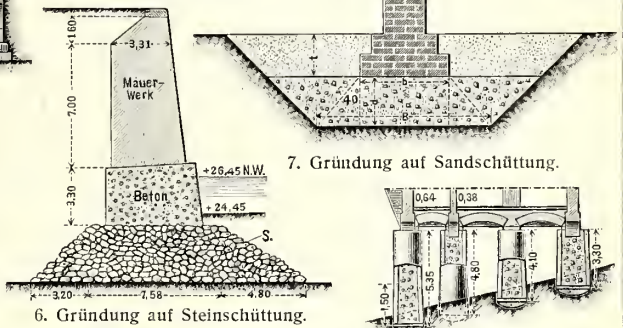 1,60
3,31
7,00
Mauer-
Werk
3,30
Beton
+26,45 N.W.
+ 24,45
S.
3,20
7,58
4,80
6. Gründung auf Steinschüttung.
t
b
40
d
B
7. Gründung auf Sandschüttung.
0,64
0,38
1,50
5,35
4,80
4,10
3,30